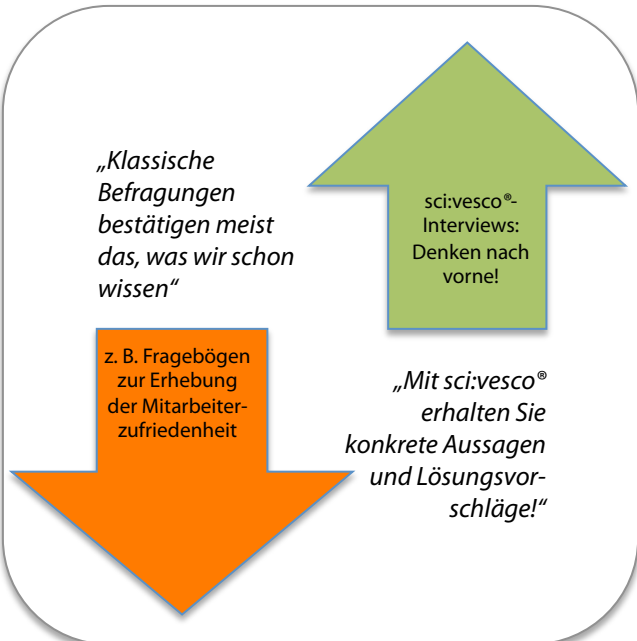 „Klassische
Befragungen
bestätigen meist
das, was wir schon
wissen“
sci:vesco®-
Interviews:
Denken nach
vorne!
z. B. Fragebögen
zur Erhebung
der Mitarbeiter-
zufriedenheit
„Mit sci:vesco®
erhalten Sie
konkrete Aussagen
und Lösungsvor-
schläge!“